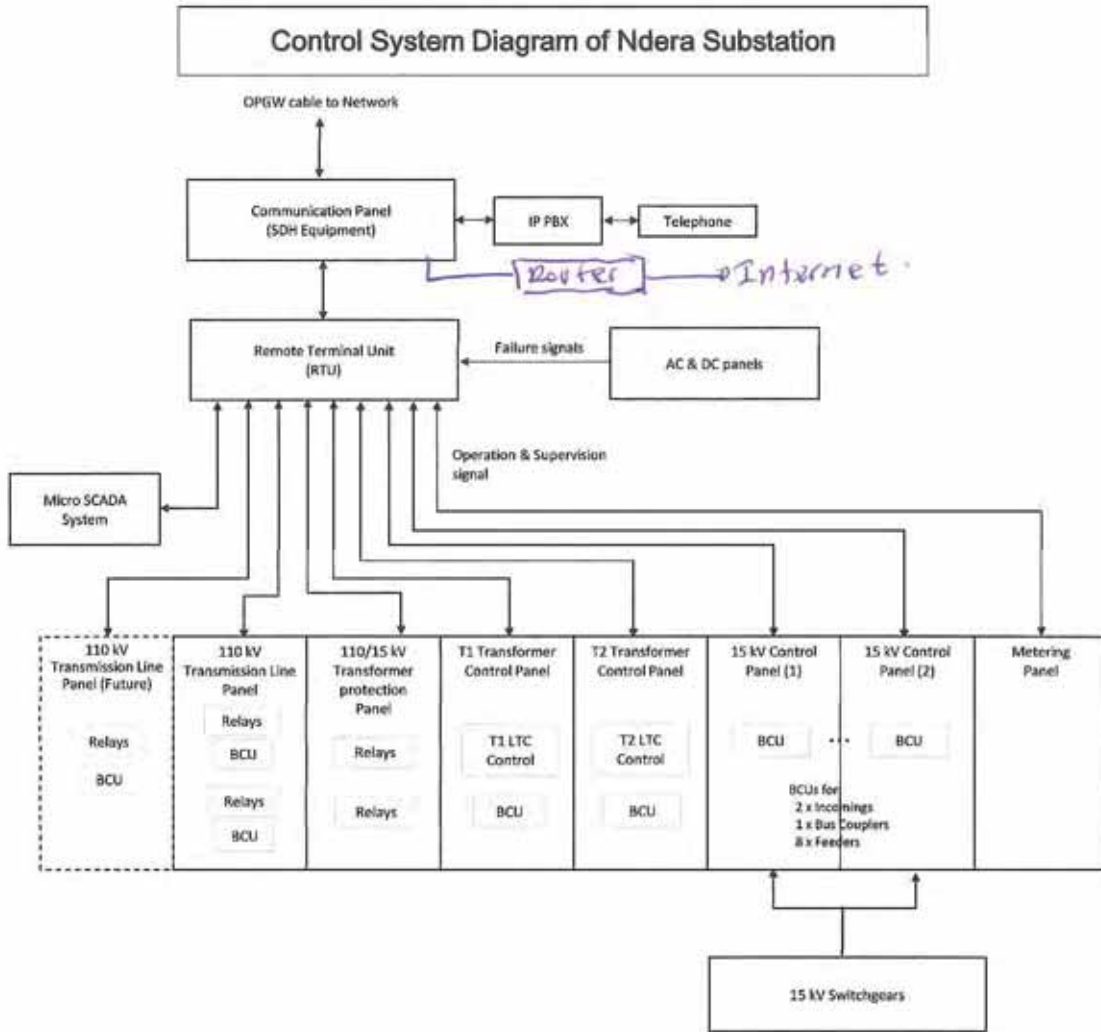 Control System Diagram of Ndera Substation
OPGW cable to Network
Communication Panel
(SDH Equipment)
IP PBX
Telephone
Router
Internet.
Remote Terminal Unit
(RTU)
Failure signals
AC & DC panels
Operation & Supervision
signal
Micro SCADA
System
110 kV
Transmission Line
Panel (Future)
Relays
BCU
110 kV
Transmission Line
Panel
Relays
BCU
Relays
BCU
110/15 kV
Transformer
protection
Panel
Relays
Relays
T1 Transformer
Control Panel
T1 LTC
Control
BCU
T2 Transformer
Control Panel
T2 LTC
Control
BCU
15 kV Control
Panel (1)
BCU
...
15 kV Control
Panel (2)
BCU
BCUs for
2 x Incomings
1 x Bus Couplers
8 x Feeders
Metering
Panel
15 kV Switchgears